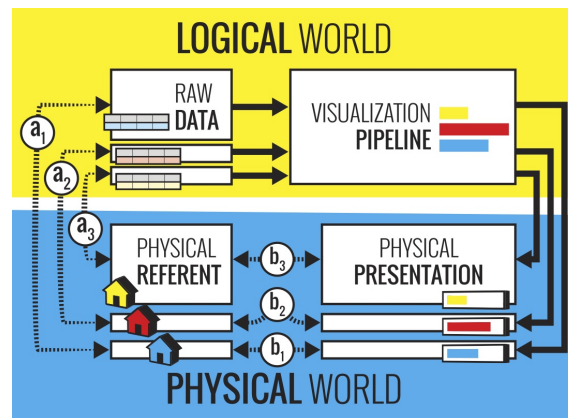 LOGICAL WORLD
RAW
DATA
VISUALIZATION
PIPELINE
a1
a2
a3
PHYSICAL
REFERENT
b3
PHYSICAL
PRESENTATION
b2
b1
PHYSICAL WORLD